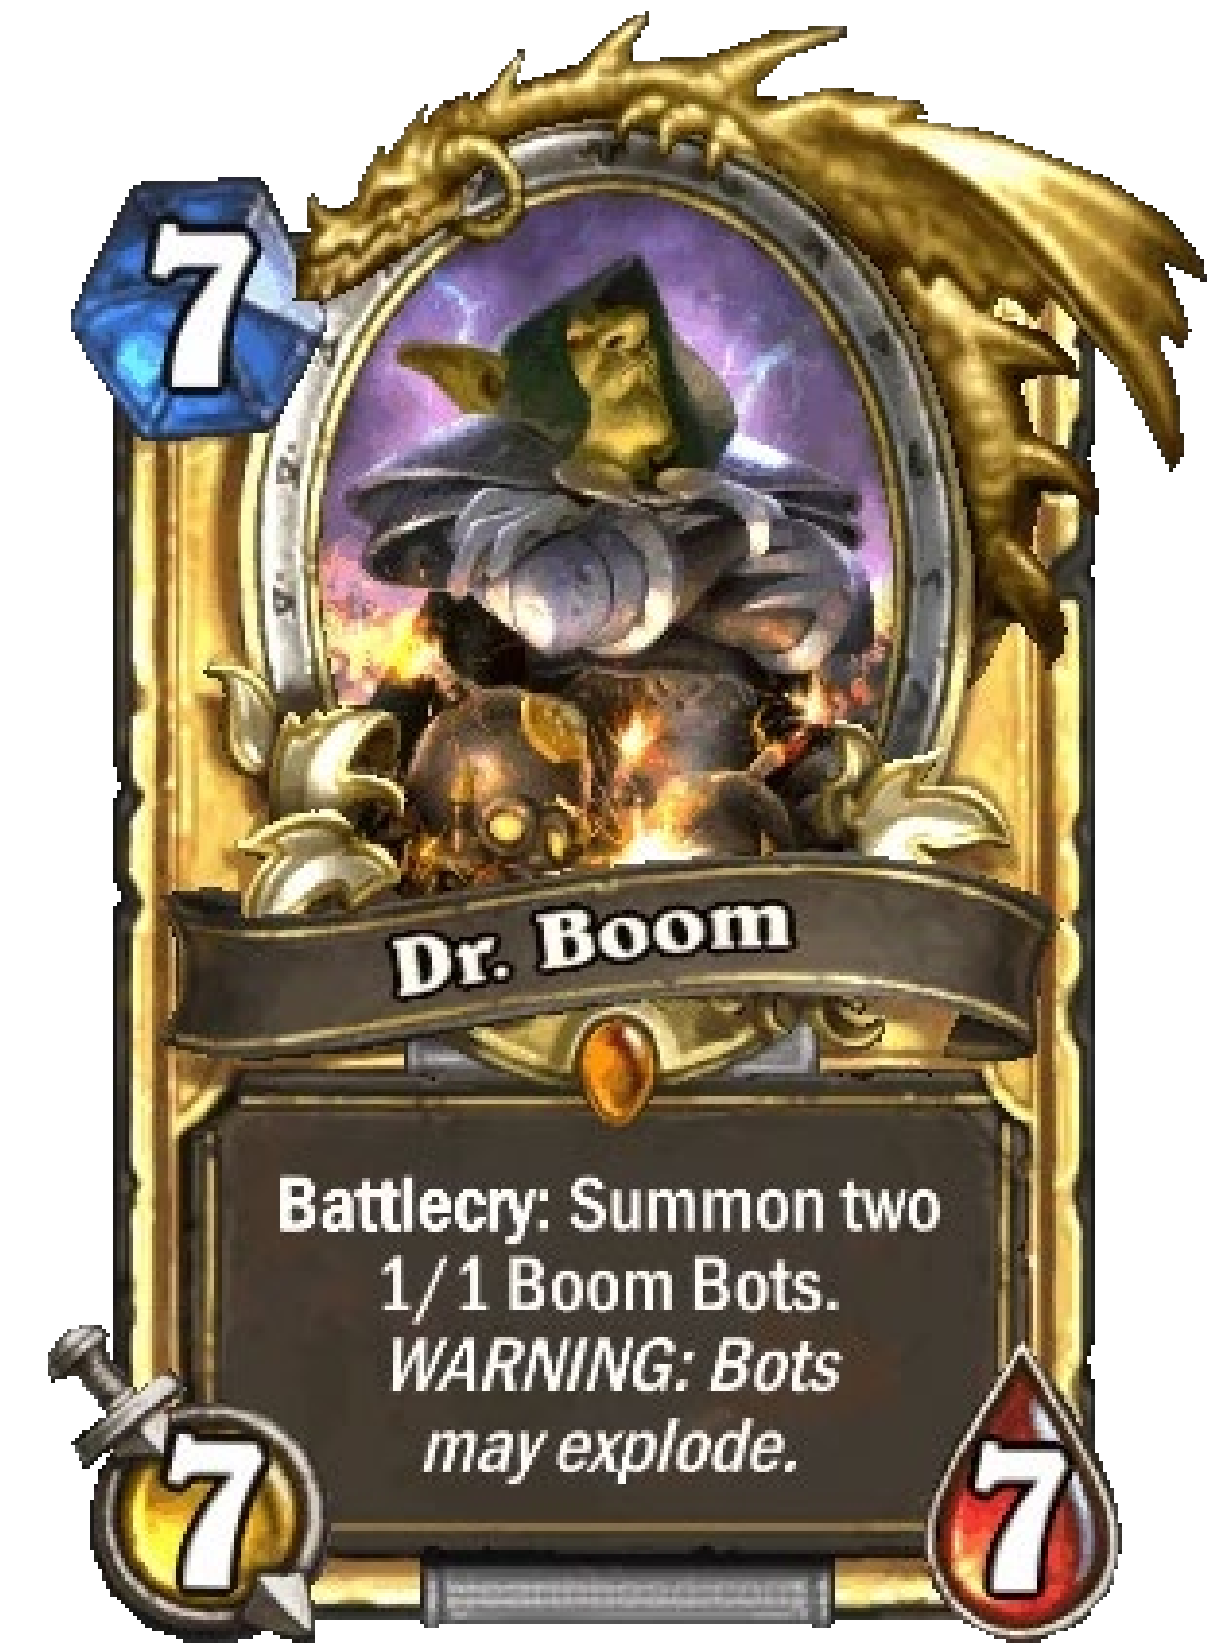 7
Dr. Boom
Battlecry: Summon two
1/1 Boom Bots.
WARNING: Bots
may explode.
7
7